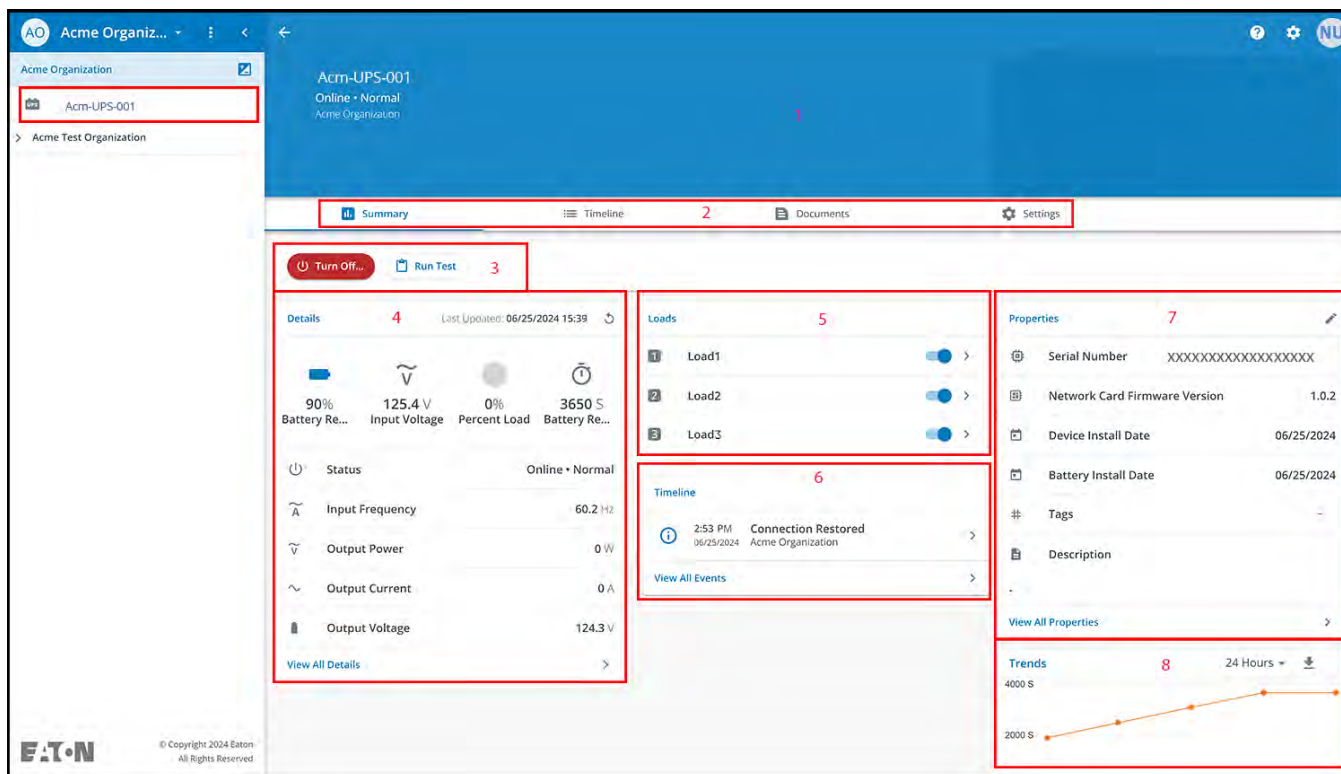 AO Acme Organiz...
NU
Acme Organization
Acm-UPS-001
Acme Test Organization
Acm-UPS-001
Online • Normal
Acme Organization
1
Summary Timeline 2 Documents Settings
Turn Off... Run Test 3
Details 4 Last Updated: 06/25/2024 15:39
90% 125.4 V 0% 3650 S
Battery Re... Input Voltage Percent Load Battery Re...
Status Online • Normal
Input Frequency 60.2 Hz
Output Power 0 W
Output Current 0 A
Output Voltage 124.3 V
View All Details
Loads 5
1 Load1
2 Load2
3 Load3
6
Timeline
2:53 PM Connection Restored
06/25/2024 Acme Organization
View All Events
Properties 7
Serial Number XXXXXXXXXXXXXXXXXX
Network Card Firmware Version 1.0.2
Device Install Date 06/25/2024
Battery Install Date 06/25/2024
Tags -
Description
-
View All Properties
Trends 8 24 Hours
4000 S
2000 S
EATON
© Copyright 2024 Eaton
All Rights Reserved